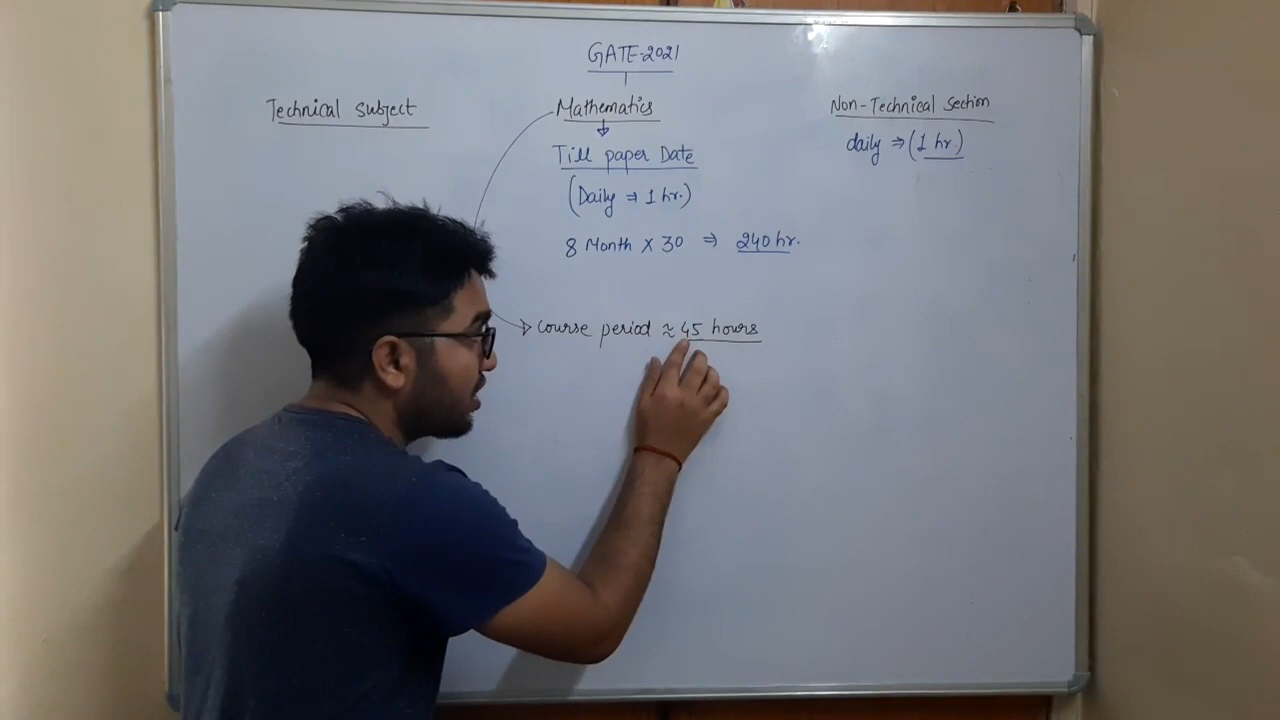 GATE-2021
Technical subject
Mathematics
Till paper Date
(Daily ⇒ 1 hr.)
8 Month x 30 ⇒ 240 hr.
course period ≈ 45 hours
Non-Technical Section
daily ⇒ (1 hr)